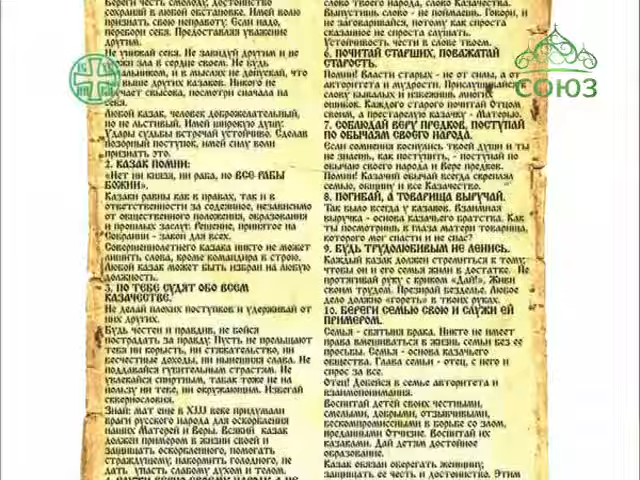 Береги честь смолоду, достоинство
сохраняй в любой обстановке. Имей волю
признать свою неправоту. Если надо,
перебори себя. Предоставляя уважение
другим.
Не унижай себя. Не завидуй другим и не
держи зла в сердце своем. Не будь
и в мыслях не допускай, что
выше других казаков. Никого не
свысока, посмотри сначала на
себя.
Любой казак, человек доброжелательный,
но не льстивый. Имей широкую душу.
Удары судьбы встречай устойчиво. Сделав
позорный поступок, имей силу воли
признать это.
2. КАЗАК ПОМНИ:
«Нет ни князя, ни раба, но ВСЕ РАБЫ
БОЖИИ».
Казаки равны как в правах, так и в
ответственности за содеянное, независимо
от общественного положения, образования
и прошлых заслуг. Решение, принятое на
Собрании - закон для всех.
Совершеннолетнего казака никто не может
лишить слова, кроме командира в строю.
Любой казак может быть избран на любую
должность.
3. ПО ТЕБЕ СУДЯТ ОБО ВСЕМ
КАЗАЧЕСТВЕ.
Не делай плохих поступков и удерживай от
них других.
Будь честен и правдив, не бойся
пострадать за правду. Пусть не прельщают
тебя ни корысть, ни стяжательство, ни
бесчестные доходы, ни нынешняя слава. Не
поддавайся губительным страстям. Не
увлекайся спиртным, табак тоже не на
пользу ни тебе, ни окружающим. Избегай
сквернословия.
Знай: мат еще в XIII веке придумали
враги русского народа для оскорбления
наших Матерей и Веры. Всякий казак
должен примером в жизни своей и
защищать оскорбленного, помогать
страждущему, накормить голодного, не
дать упасть слабому духом и телом.
слово твоего народа, слово Казачества.
Выпустишь слово - не поймаешь. Говори, и
не заговаривайся, потому как спроста
сказанное не спроста слушать.
Устойчивость чести в слове твоем.
6. ПОЧИТАЙ СТАРШИХ, ПОВАЖАТАЙ
СТАРОСТЬ.
Помни! Власти старых - не от силы, а от
авторитета и мудрости. Прислушивайся
слову бывалых и избежишь многих
ошибок. Каждого старого почитай Отцом
своим, а престарелую казачку - Матерью.
7. СОБЛЮДАЙ ВЕРУ ПРЕДКОВ, ПОСТУПАЙ
ПО ОБЫЧАЯМ СВОЕГО НАРОДА.
Если сомнения коснулись твоей души и ты
не знаешь, как поступить, - поступай по
обычаю своего народа и Вере предков.
Помни! Казачий обычай всегда скреплял
семью, общину и все Казачество.
8. ПОГИБАЙ, А ТОВАРИЩА ВЫРУЧАЙ.
Так было всегда у казаков. Взаимная
выручка - основа казачьего братства. Как
ты посмотришь в глаза матери товарища,
которого мог спасти и не спас?
9. БУДЬ ТРУДОЛЮБИВЫМ НЕ ЛЕНИСЬ.
Каждый казак должен стремиться к тому,
чтобы он и его семья жили в достатке. Не
протягивай руку с криком «Дай!». Живи
своим трудом. Презирай безделье. Любое
дело должно «гореть» в твоих руках.
10. БЕРЕГИ СЕМЬЮ СВОЮ И СЛУЖИ ЕЙ
ПРИМЕРОМ.
Семья - святыня брака. Никто не имеет
права вмешиваться в жизнь семьи без ее
просьбы. Семья - основа казачьего
общества. Глава семьи - отец, с него и
спрос за все.
Отец! Добейся в семье авторитета и
взаимопонимания.
Воспитай детей своих честными,
смелыми, добрыми, отзывчивыми,
бескомпромиссными в борьбе со злом,
преданными Отчизне. Воспитай их
казаками. Дай детям достойное
образование.
Казак обязан оберегать женщину,
защищать ее честь и достоинство. Этим
СОЮЗ